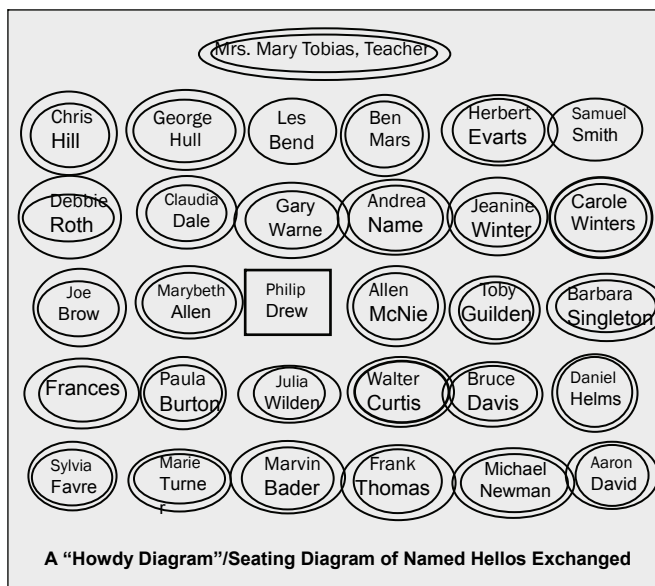 Mrs. Mary Tobias, Teacher
Chris
Hill
George
Hull
Les
Bend
Ben
Mars
Herbert
Evarts
Samuel
Smith
Debbie
Roth
Claudia
Dale
Gary
Warne
Andrea
Name
Jeanine
Winter
Carole
Winters
Joe
Brow
Marybeth
Allen
Philip
Drew
Allen
McNie
Toby
Guilden
Barbara
Singleton
Frances
Paula
Burton
Julia
Wilden
Walter
Curtis
Bruce
Davis
Daniel
Helms
Sylvia
Favre
Marie
Turne
r
Marvin
Bader
Frank
Thomas
Michael
Newman
Aaron
David
A “Howdy Diagram”/Seating Diagram of Named Hellos Exchanged